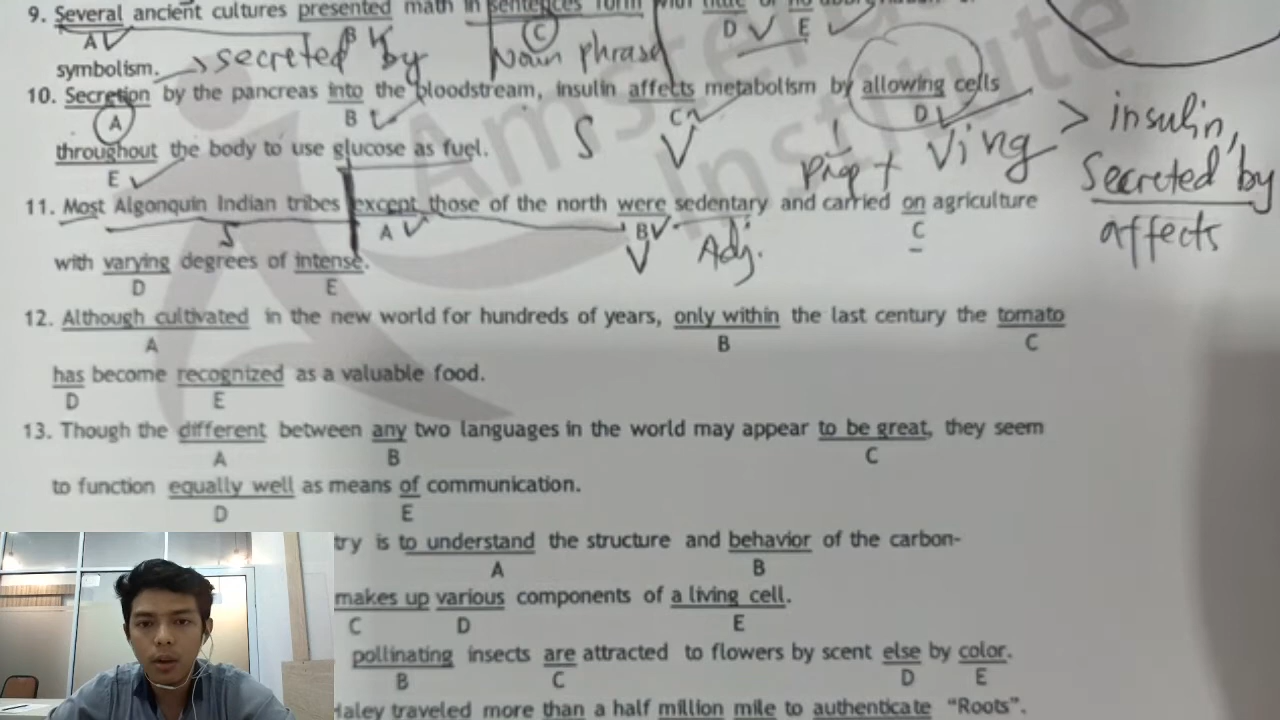 9. Several ancient cultures presented math in sentences form with little or no abbreviation or
A B C D E
symbolism. > secreted by Noun phrase
10. Secretion by the pancreas into the bloodstream, insulin affects metabolism by allowing cells
A B C D
S V Prep + Ving > insulin, secreted by affects
throughout the body to use glucose as fuel.
E
11. Most Algonquin Indian tribes except those of the north were sedentary and carried on agriculture
S A B C
V Adj.
with varying degrees of intense.
D E
12. Although cultivated in the new world for hundreds of years, only within the last century the tomato
A B C
has become recognized as a valuable food.
D E
13. Though the different between any two languages in the world may appear to be great, they seem
A B C
to function equally well as means of communication.
D E
try is to understand the structure and behavior of the carbon-
A B
makes up various components of a living cell.
C D E
pollinating insects are attracted to flowers by scent else by color.
B C D E
Haley traveled more than a half million mile to authenticate "Roots".
Amsterdam
Institute